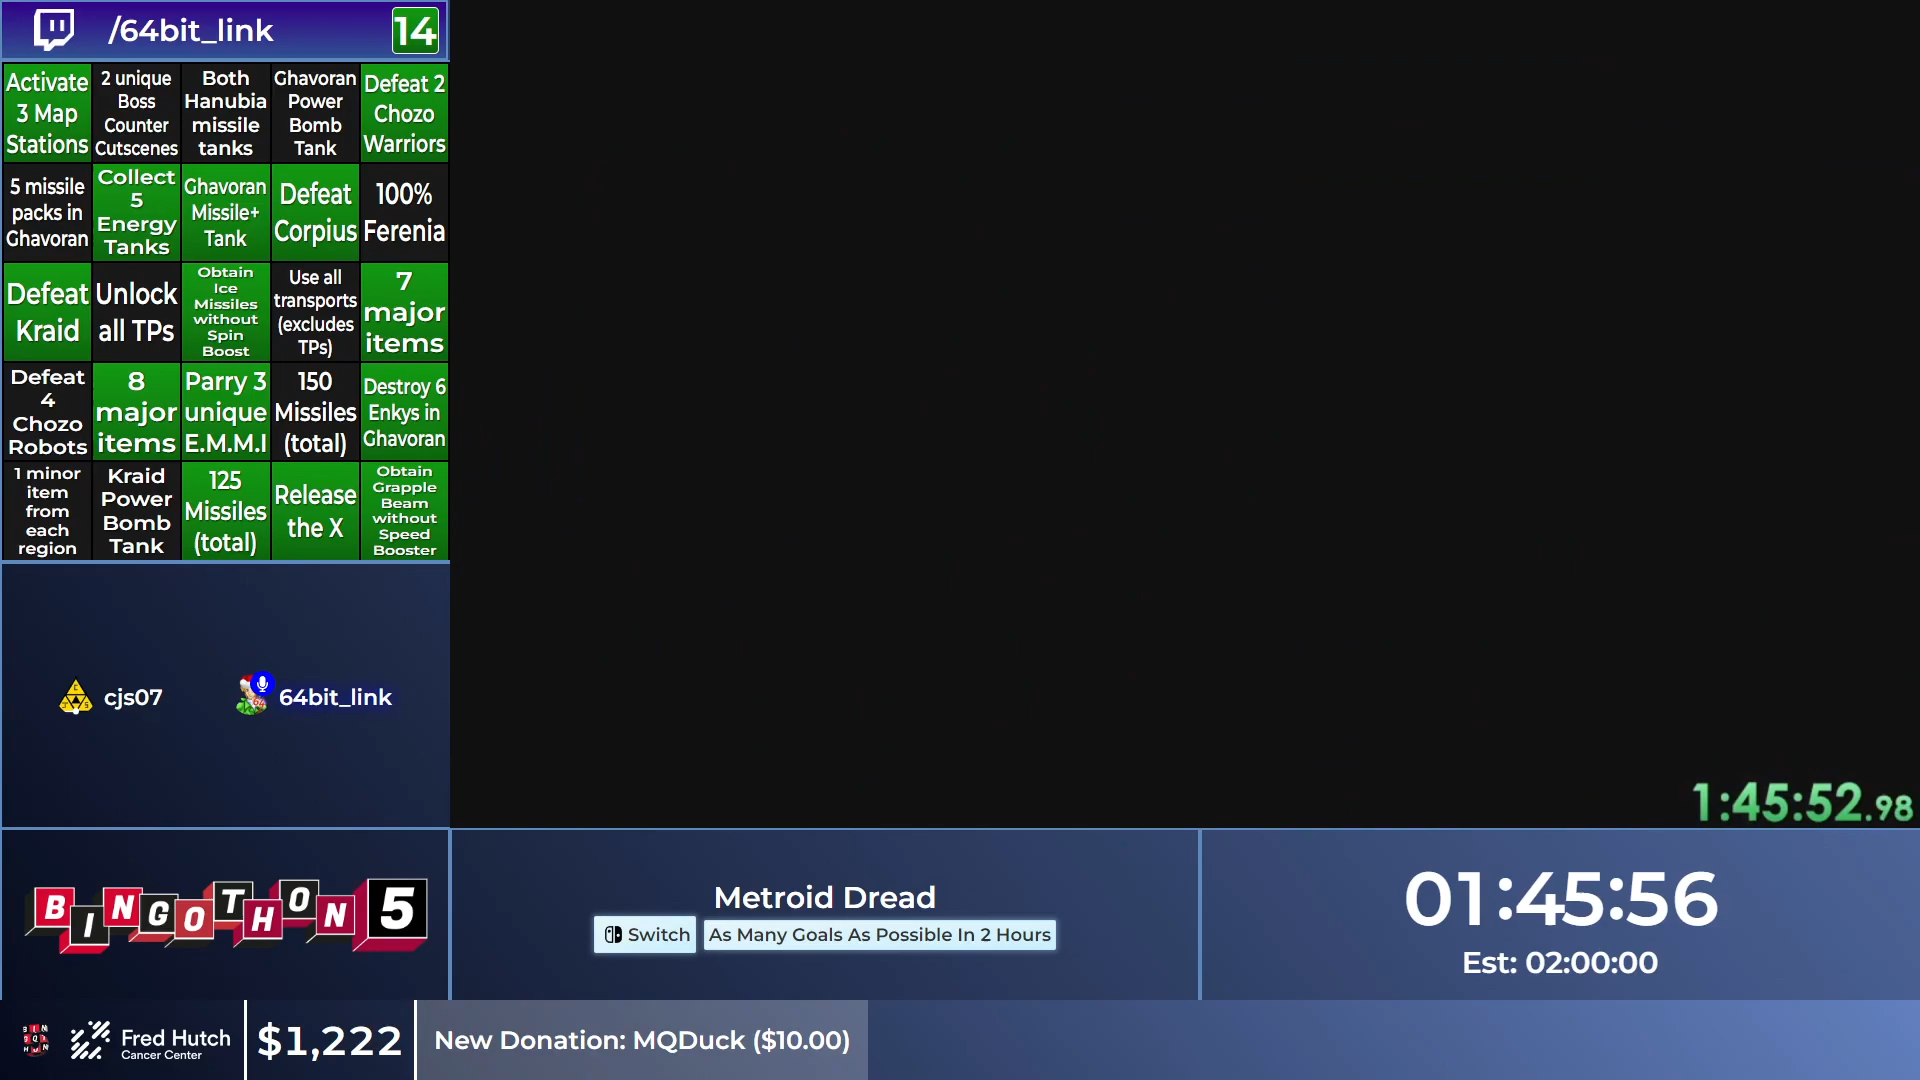 /64bit_link
14
Activate
3 Map
Stations
2 unique
Boss
Counter
Cutscenes
Both
Hanubia
missile
tanks
Ghavoran
Power
Bomb
Tank
Defeat 2
Chozo
Warriors
5 missile
packs in
Ghavoran
Collect
5
Energy
Tanks
Ghavoran
Missile+
Tank
Defeat
Corpius
100%
Ferenia
Defeat
Kraid
Unlock
all TPs
Obtain
Ice
Missiles
without
Spin
Boost
Use all
transports
(excludes
TPs)
7
major
items
Defeat
4
Chozo
Robots
8
major
items
Parry 3
unique
E.M.M.I
150
Missiles
(total)
Destroy 6
Enkys in
Ghavoran
1 minor
item
from
each
region
Kraid
Power
Bomb
Tank
125
Missiles
(total)
Release
the X
Obtain
Grapple
Beam
without
Speed
Booster
cjs07
64bit_link
1:45:52.98
BINGOTHON 5
Metroid Dread
Switch
As Many Goals As Possible In 2 Hours
01:45:56
Est: 02:00:00
Fred Hutch
Cancer Center
$1,222
New Donation: MQDuck ($10.00)